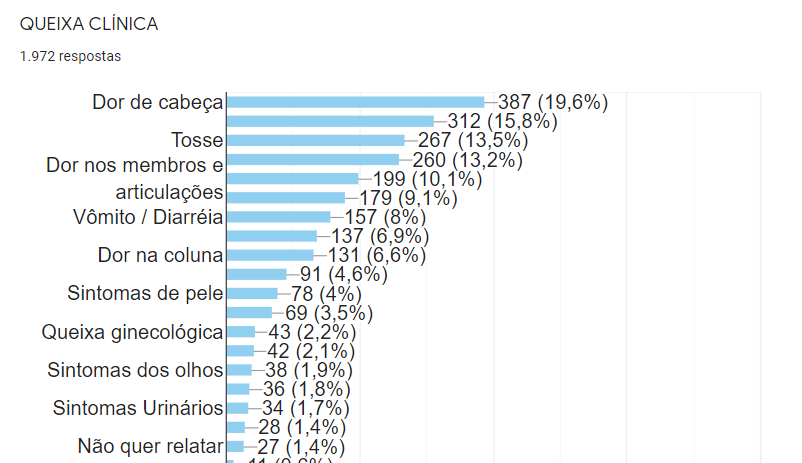 QUEIXA CLÍNICA
1.972 respostas
Dor de cabeça 387 (19,6%)
312 (15,8%)
Tosse 267 (13,5%)
260 (13,2%)
Dor nos membros e
articulações
199 (10,1%)
179 (9,1%)
Vômito / Diarréia 157 (8%)
137 (6,9%)
Dor na coluna 131 (6,6%)
91 (4,6%)
Sintomas de pele 78 (4%)
69 (3,5%)
Queixa ginecológica 43 (2,2%)
42 (2,1%)
Sintomas dos olhos 38 (1,9%)
36 (1,8%)
Sintomas Urinários 34 (1,7%)
28 (1,4%)
Não quer relatar 27 (1,4%)